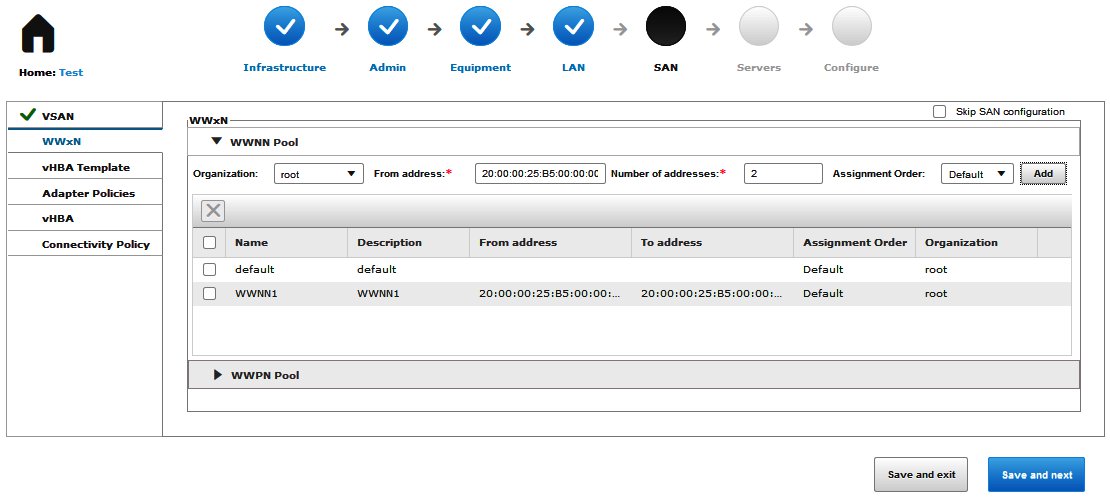 Home: Test
Infrastructure
Admin
Equipment
LAN
SAN
Servers
Configure
VSAN
WWxN
vHBA Template
Adapter Policies
vHBA
Connectivity Policy
Skip SAN configuration
WWxN
WWNN Pool
Organization: root From address:* 20:00:00:25:B5:00:00:00 Number of addresses:* 2 Assignment Order: Default Add
Name Description From address To address Assignment Order Organization
default default Default root
WWNN1 WWNN1 20:00:00:25:B5:00:00:... 20:00:00:25:B5:00:00:... Default root
WWPN Pool
Save and exit Save and next